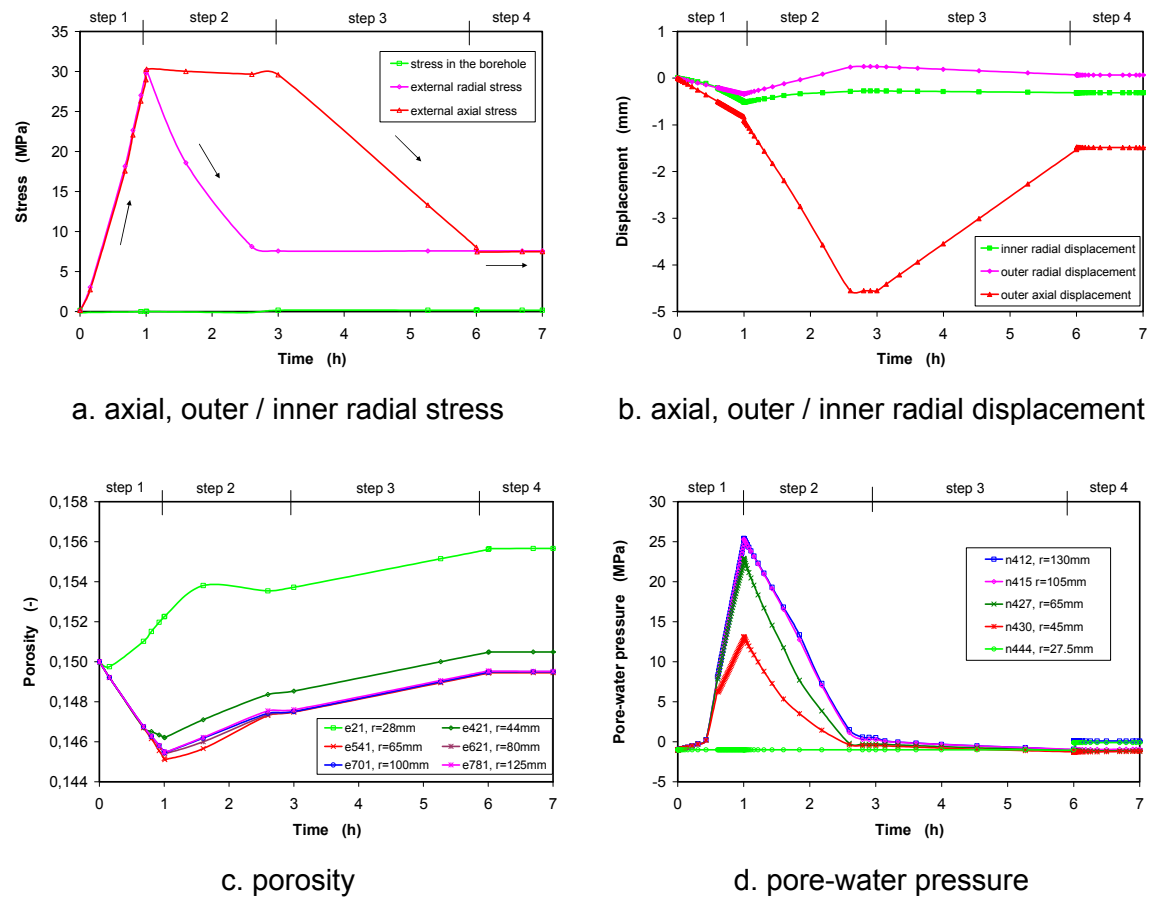 step 1 step 2 step 3 step 4
35
30
25
20
15
10
5
0
Stress (MPa)
stress in the borehole
external radial stress
external axial stress
0 1 2 3 4 5 6 7
Time (h)
a. axial, outer / inner radial stress
step 1 step 2 step 3 step 4
1
0
-1
-2
-3
-4
-5
Displacement (mm)
inner radial displacement
outer radial displacement
outer axial displacement
0 1 2 3 4 5 6 7
Time (h)
b. axial, outer / inner radial displacement
step 1 step 2 step 3 step 4
0,158
0,156
0,154
0,152
0,150
0,148
0,146
0,144
Porosity (-)
e21, r=28mm e421, r=44mm
e541, r=65mm e621, r=80mm
e701, r=100mm e781, r=125mm
0 1 2 3 4 5 6 7
Time (h)
c. porosity
step 1 step 2 step 3 step 4
30
25
20
15
10
5
0
-5
Pore-water pressure (MPa)
n412, r=130mm
n415 r=105mm
n427, r=65mm
n430, r=45mm
n444, r=27.5mm
0 1 2 3 4 5 6 7
Time (h)
d. pore-water pressure